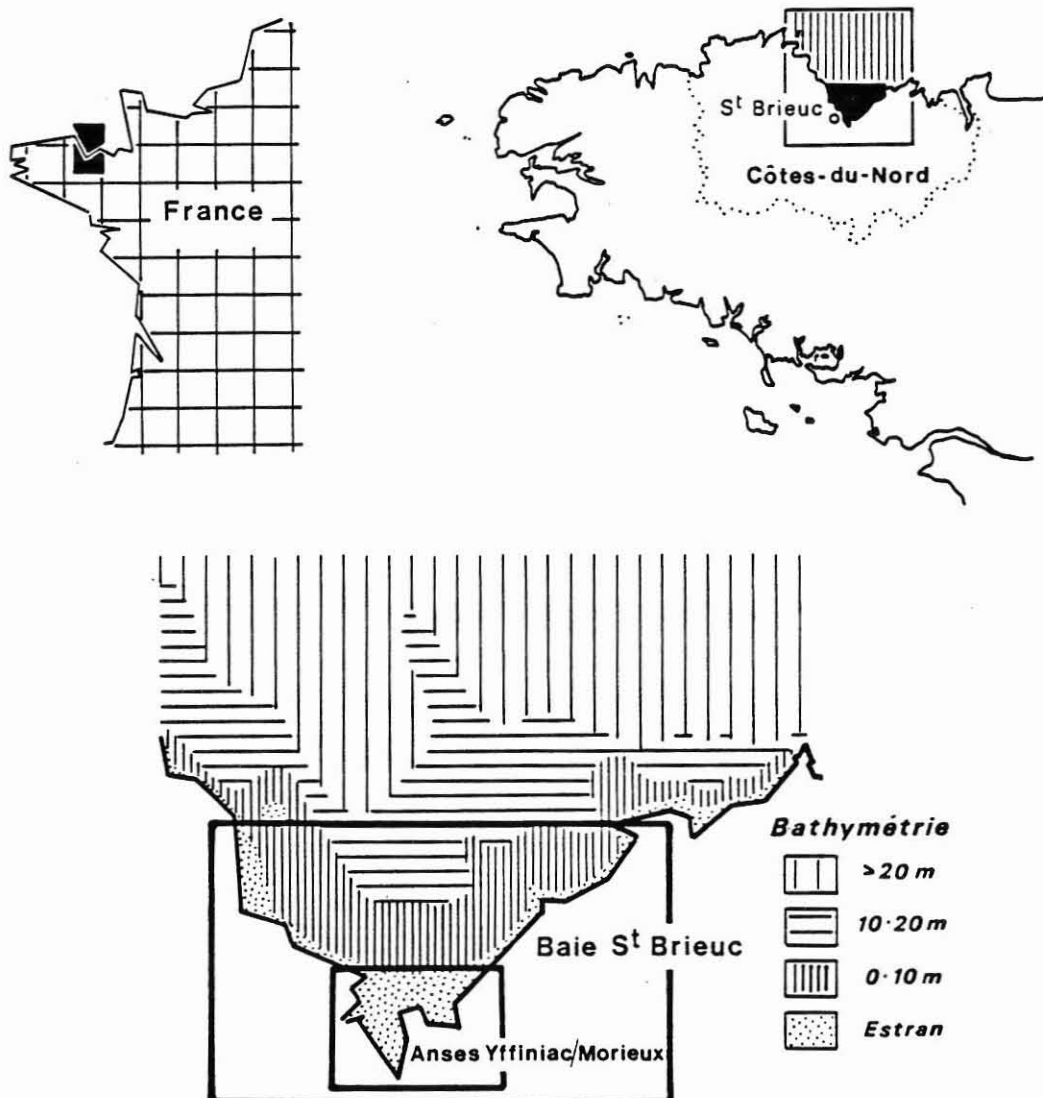 France
St Brieuc
Côtes-du-Nord
Bathymétrie
>20 m
10-20 m
0-10 m
Estran
Baie St Brieuc
Anses Yffiniac/Morieux